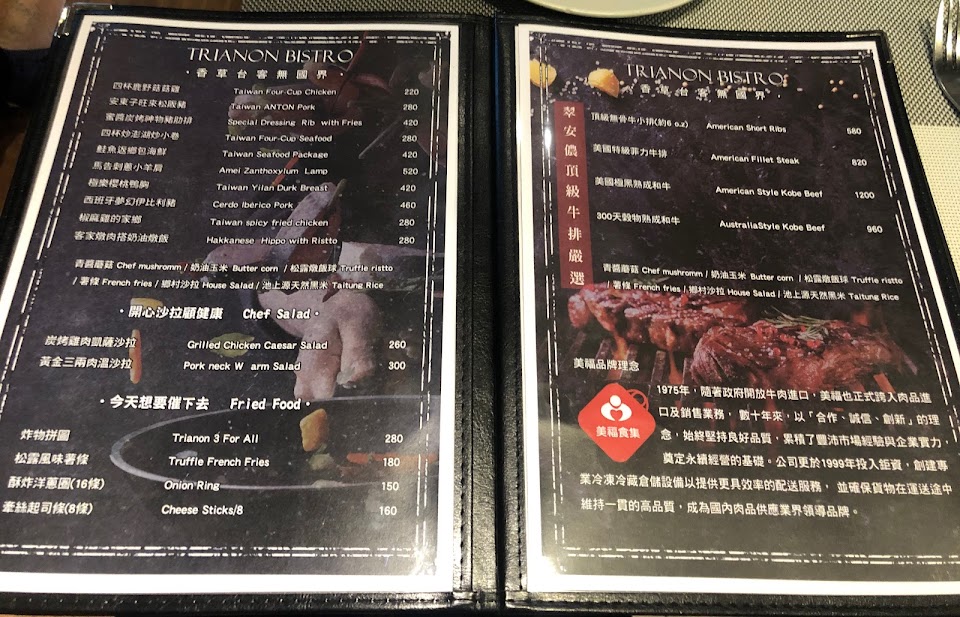 TRIANON BISTRO
·香草台客無國界·
四杯鹿野菇菇雞 Taiwan Four-Cup Chicken 220
安東子旺來松阪豬 Taiwan ANTON Pork 280
蜜醬炭烤神物豬肋排 Special Dressing Rib with Fries 420
四杯炒澎湖炒小卷 Taiwan Four-Cup Seafood 280
鮭魚返鄉包海鮮 Taiwan Seafood Package 420
馬告刺蔥小羊肩 Amei Zanthoxylum Lamp 520
極樂櫻桃鴨胸 Taiwan Yilan Durk Breast 420
西班牙夢幻伊比利豬 Cerdo Ibérico Pork 460
椒麻雞的家鄉 Taiwan spicy fried chicken 280
客家燉肉搭奶油燉飯 Hakkanese Hippo with Ristto 280
青醬蘑菇 Chef mushromm / 奶油玉米 Butter corn / 松露燉飯球 Truffle ristto
/ 薯條 French fries / 鄉村沙拉 House Salad / 池上源天然黑米 Taitung Rice
·開心沙拉顧健康 Chef Salad·
炭烤雞肉凱薩沙拉 Grilled Chicken Caesar Salad 260
黃金三兩肉溫沙拉 Pork neck W arm Salad 300
·今天想要催下去 Fried Food·
炸物拼圖 Trianon 3 For All 280
松露風味薯條 Truffle French Fries 180
酥炸洋蔥圈(16條) Onion Ring 150
牽絲起司條(8條) Cheese Sticks/8 160
TRIANON BISTRO
·香草台客無國界·
翠安儂頂級牛排嚴選
頂級無骨牛小排(約6 o.z) American Short Ribs 580
美國特級菲力牛排 American Fillet Steak 820
美國極黑熟成和牛 American Style Kobe Beef 1200
300天穀物熟成和牛 AustraliaStyle Kobe Beef 960
青醬蘑菇 Chef mushromm / 奶油玉米 Butter corn / 松露燉飯球 Truffle ristto
/ 薯條 French fries / 鄉村沙拉 House Salad / 池上源天然黑米 Taitung Rice
美福品牌理念
美福食集
1975年，隨著政府開放牛肉進口，美福也正式跨入肉品進
口及銷售業務，數十年來，以「合作、誠信、創新」的理
念，始終堅持良好品質，累積了豐沛市場經驗與企業實力，
奠定永續經營的基礎。公司更於1999年投入鉅資，創建專
業冷凍冷藏倉儲設備以提供更具效率的配送服務，並確保貨物在運送途中
維持一貫的高品質，成為國內肉品供應業界領導品牌。